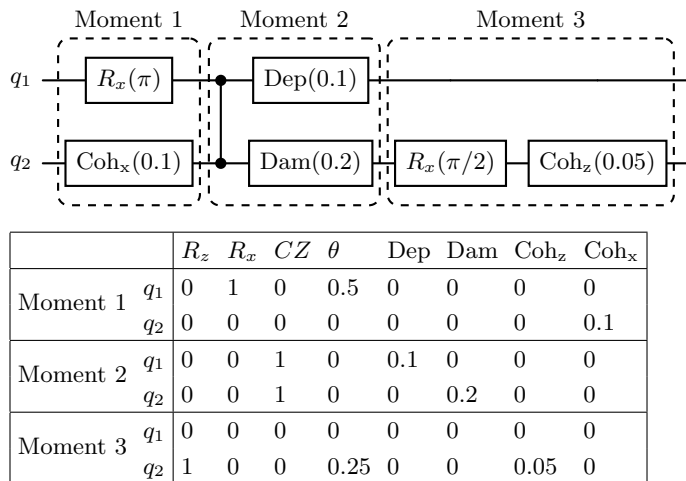 Moment 1 Moment 2 Moment 3
q₁ Rₓ(π) Dep(0.1)
q₂ Cohₓ(0.1) Dam(0.2) Rₓ(π/2) Coh_z(0.05)
R_z Rₓ CZ θ Dep Dam Coh_z Cohₓ
Moment 1 q₁ 0 1 0 0.5 0 0 0 0
q₂ 0 0 0 0 0 0 0 0.1
Moment 2 q₁ 0 0 1 0 0.1 0 0 0
q₂ 0 0 1 0 0 0.2 0 0
Moment 3 q₁ 0 0 0 0 0 0 0 0
q₂ 1 0 0 0.25 0 0 0.05 0